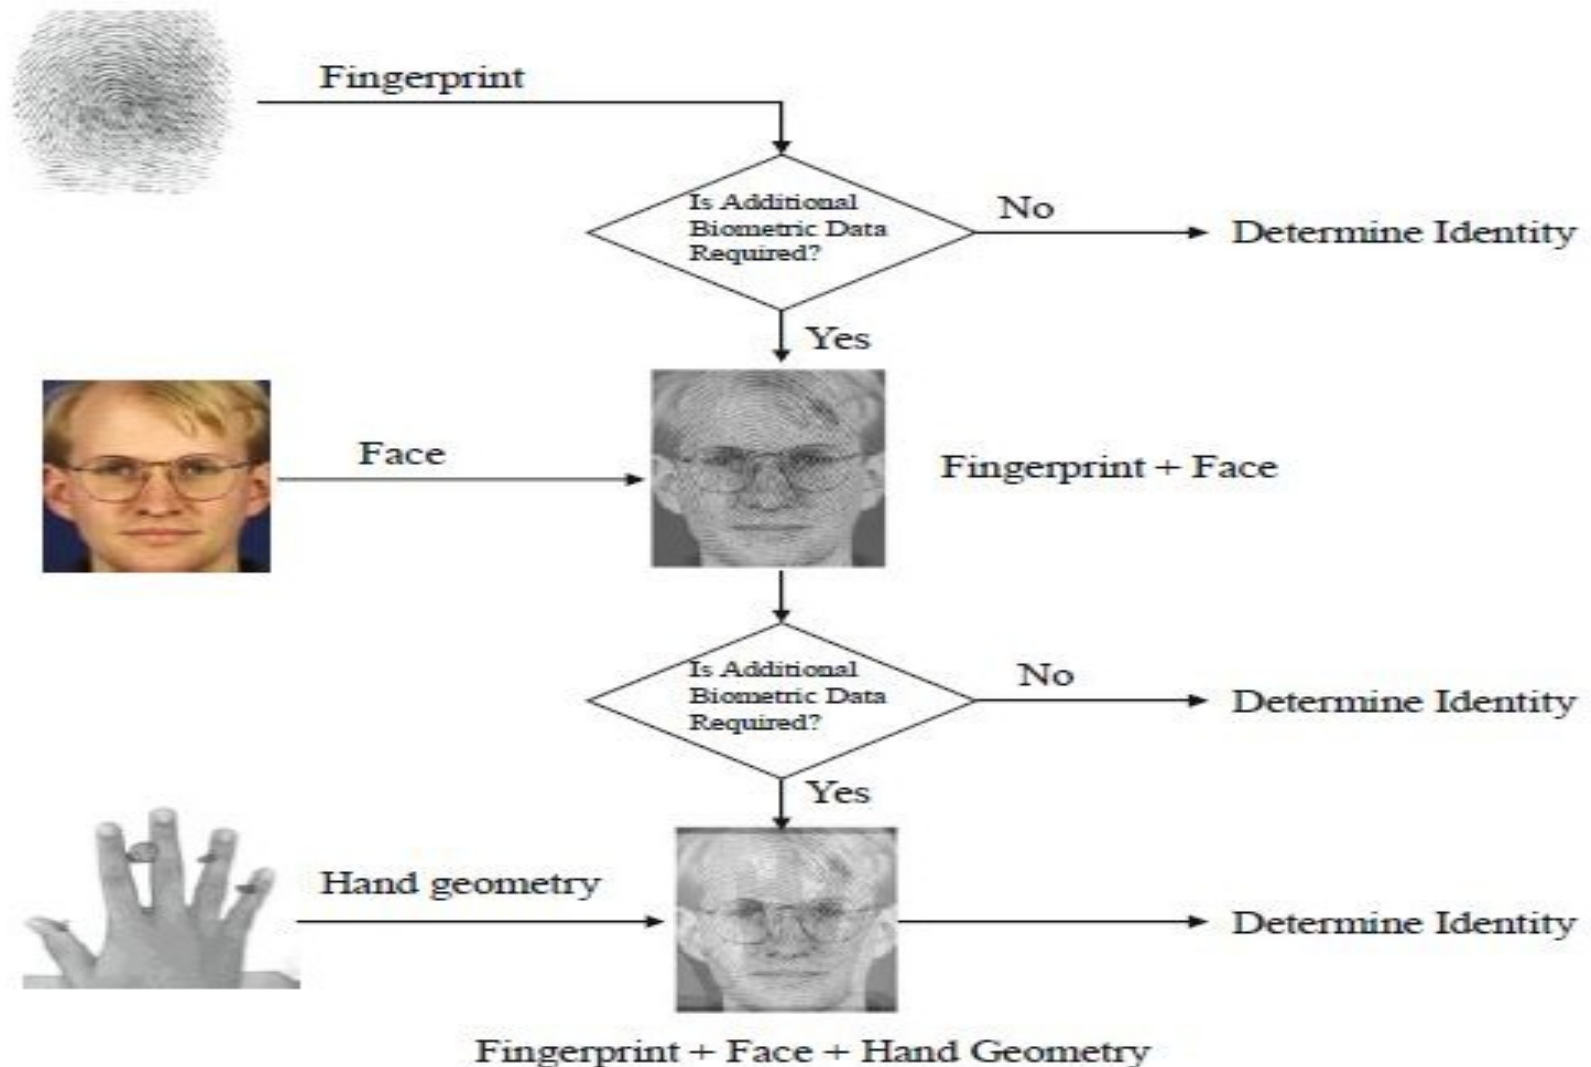 Fingerprint
Is Additional
Biometric Data
Required?
No
Determine Identity
Yes
Face
Fingerprint + Face
Is Additional
Biometric Data
Required?
No
Determine Identity
Yes
Hand geometry
Determine Identity
Fingerprint + Face + Hand Geometry